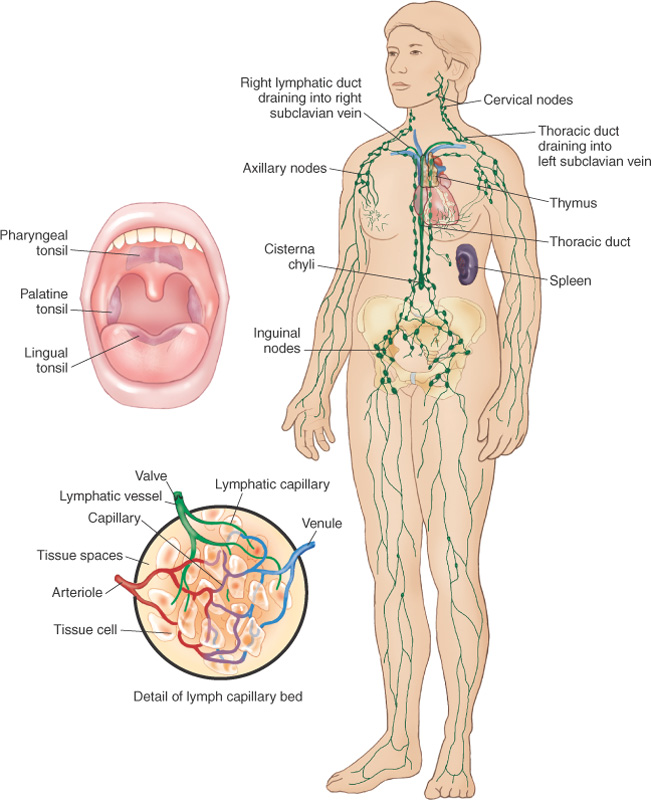 Right lymphatic duct
draining into right
subclavian vein
Cervical nodes
Thoracic duct
draining into
left subclavian vein
Axillary nodes
Thymus
Thoracic duct
Cisterna
chyli
Spleen
Inguinal
nodes
Pharyngeal
tonsil
Palatine
tonsil
Lingual
tonsil
Valve
Lymphatic vessel
Capillary
Lymphatic capillary
Venule
Tissue spaces
Arteriole
Tissue cell
Detail of lymph capillary bed